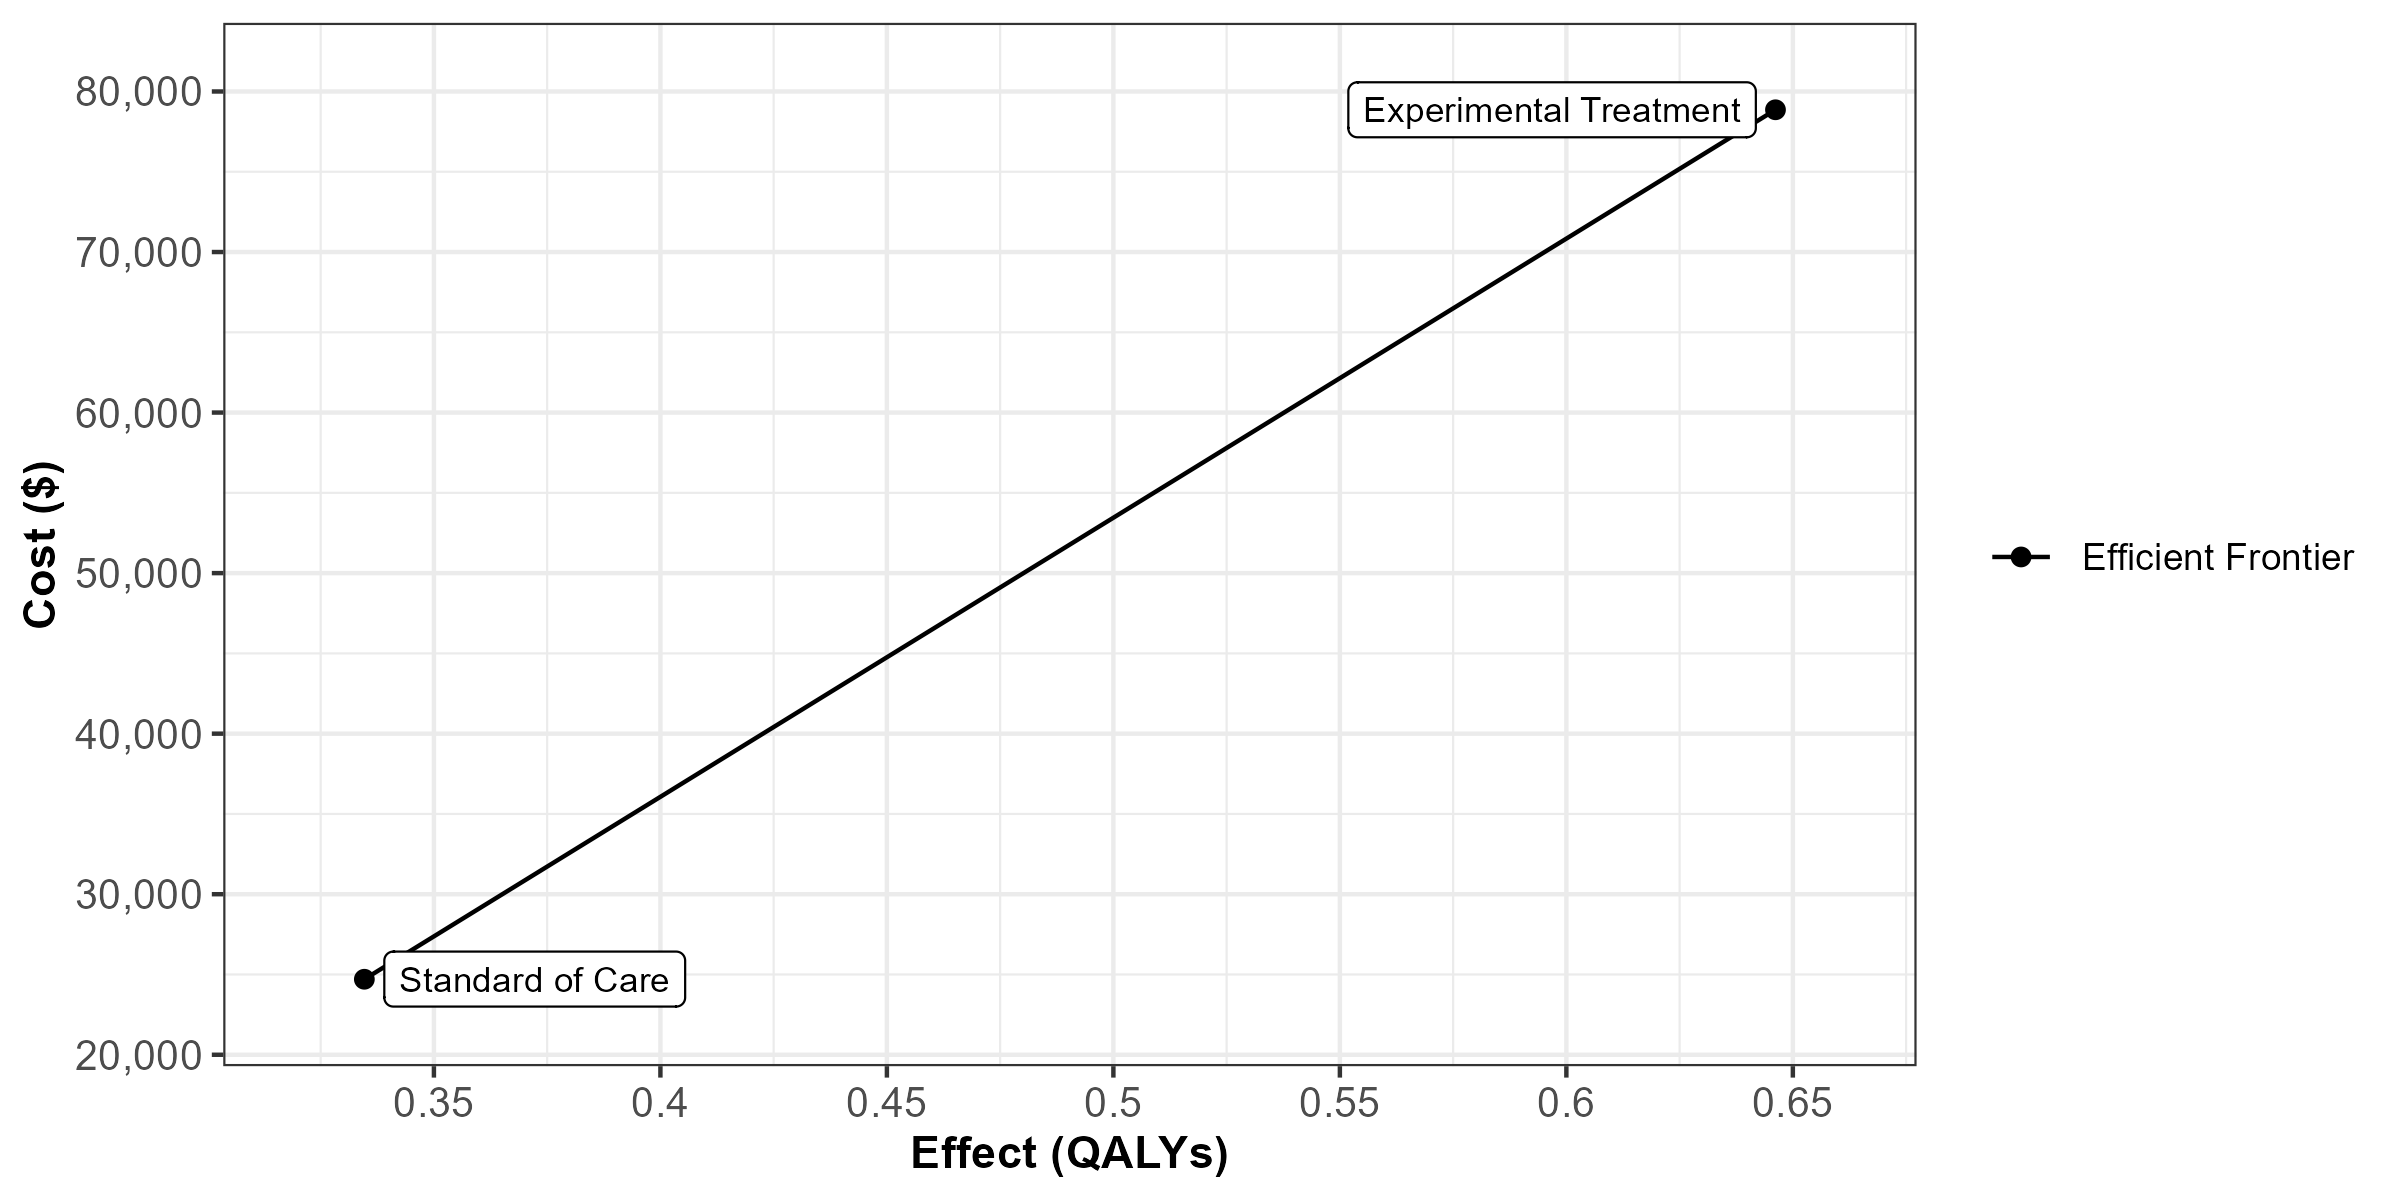 Cost ($)
80,000
70,000
60,000
50,000
40,000
30,000
20,000
Experimental Treatment
Standard of Care
0.35 0.4 0.45 0.5 0.55 0.6 0.65
Effect (QALYs)
Efficient Frontier